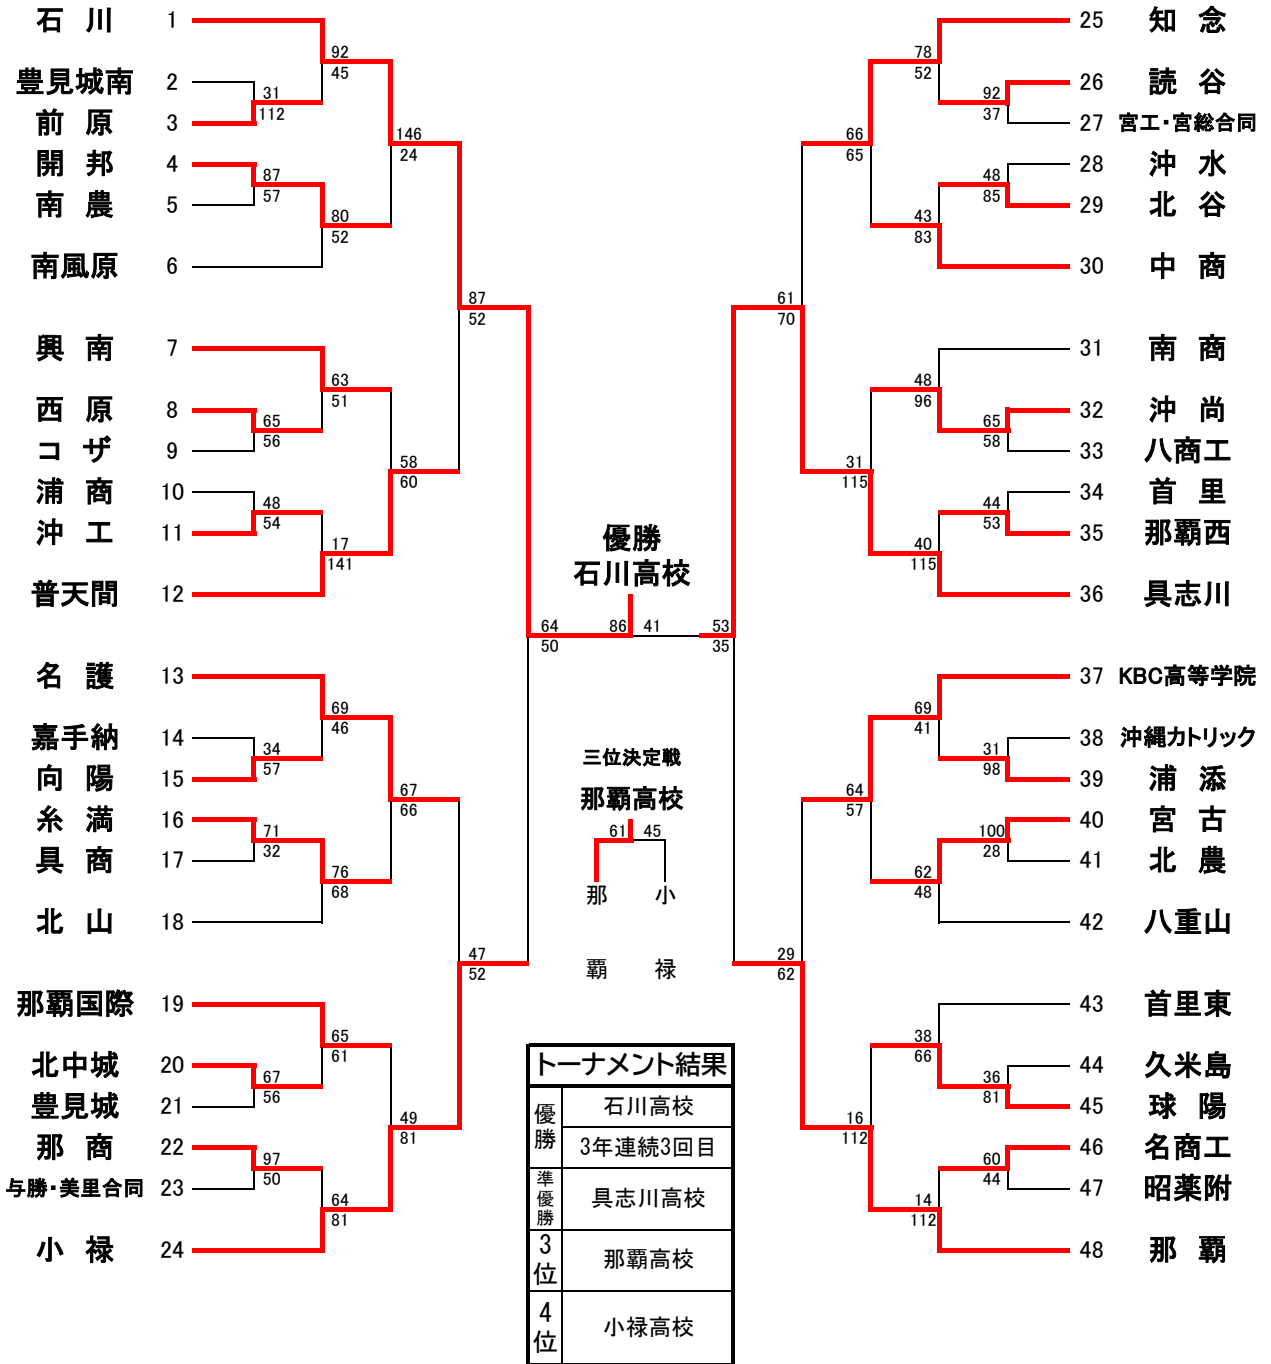 石川 1
92
45
豊見城南 2
31
112
前原 3
146
24
開邦 4
87
57
南農 5
80
52
南風原 6
87
52
興南 7
63
51
西原 8
65
56
コザ 9
58
60
浦商 10
48
54
沖工 11
17
141
普天間 12
64
50
名護 13
69
46
嘉手納 14
34
57
向陽 15
67
66
糸満 16
71
32
具商 17
76
68
北山 18
47
52
那覇国際 19
65
61
北中城 20
67
56
豊見城 21
49
81
那商 22
97
50
与勝・美里合同 23
64
81
小禄 24
優勝
石川高校
86 41
三位決定戦
那覇高校
61 45
那覇 小禄
トーナメント結果
優勝 石川高校
3年連続3回目
準優勝 具志川高校
3位 那覇高校
4位 小禄高校
25 知念
78
52
26 読谷
92
37
27 宮工・宮総合同
66
65
28 沖水
48
85
29 北谷
43
83
30 中商
61
70
31 南商
48
96
32 沖尚
65
58
33 八商工
31
115
34 首里
44
53
35 那覇西
40
115
36 具志川
53
35
37 KBC高等学院
69
41
38 沖縄カトリック
31
98
39 浦添
64
57
40 宮古
100
28
41 北農
62
48
42 八重山
29
62
43 首里東
38
66
44 久米島
36
81
45 球陽
16
112
46 名商工
60
44
47 昭薬附
14
112
48 那覇